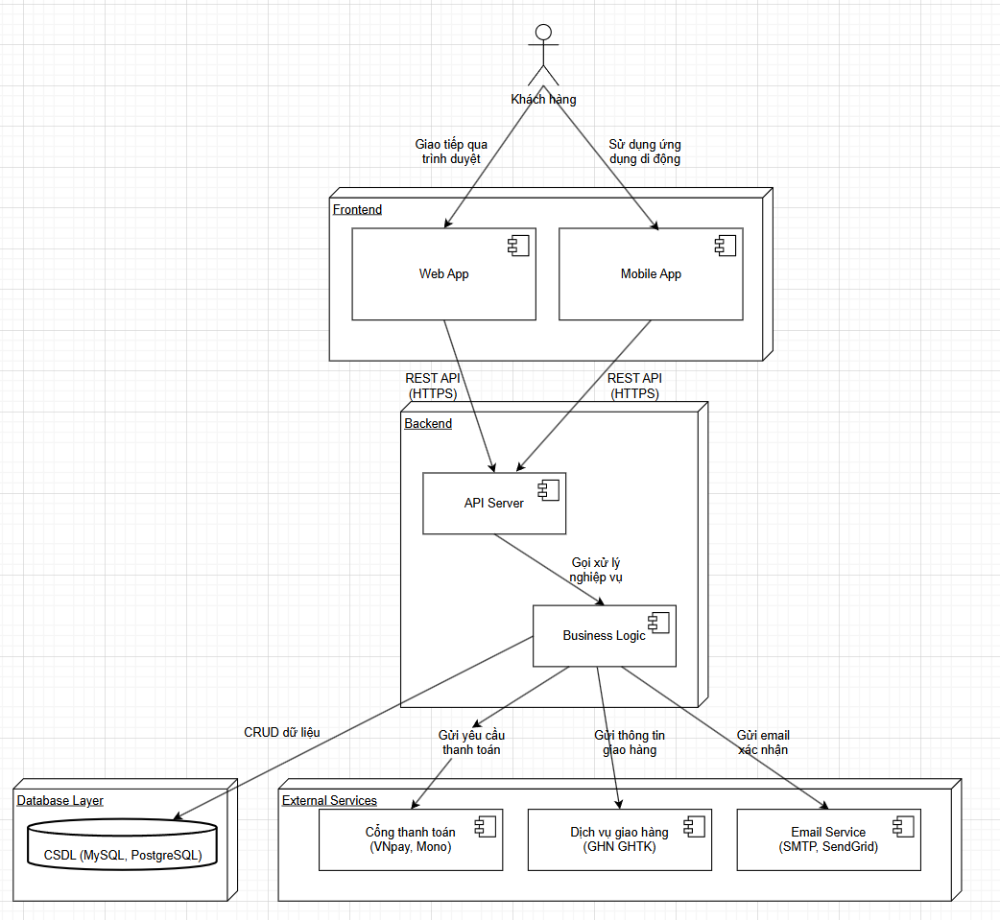 Khách hàng
Giao tiếp qua
trình duyệt
Sử dụng ứng
dụng di động
Frontend
Web App
Mobile App
REST API
(HTTPS)
REST API
(HTTPS)
Backend
API Server
Gọi xử lý
nghiệp vụ
Business Logic
CRUD dữ liệu
Gửi yêu cầu
thanh toán
Gửi thông tin
giao hàng
Gửi email
xác nhận
Database Layer
CSDL (MySQL, PostgreSQL)
External Services
Cổng thanh toán
(VNpay, Mono)
Dịch vụ giao hàng
(GHN GHTK)
Email Service
(SMTP, SendGrid)